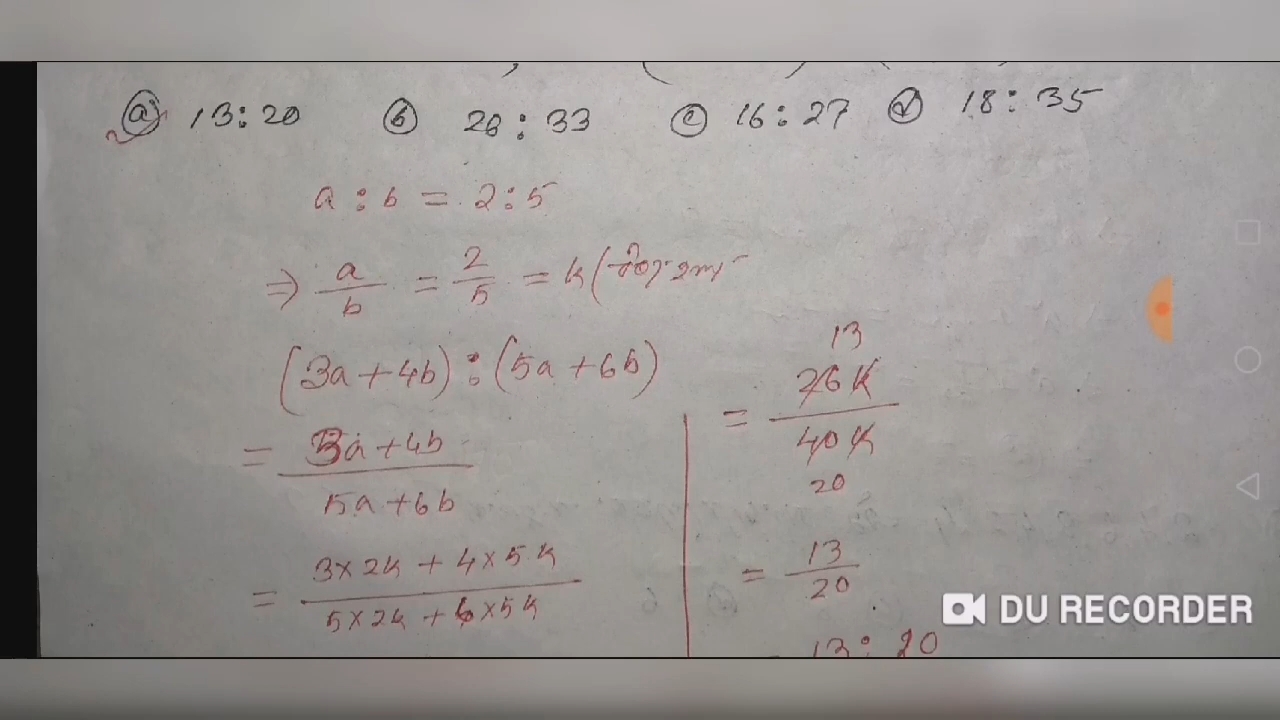 ⓐ 13:20 ⓑ 26:33 ⓒ 16:27 ⓓ 18:35
a : b = 2:5
⇒ a/b = 2/5 = k (
(3a+4b) : (5a+6b)
= 3a+4b / 5a+6b
= 3×2k + 4×5k / 5×2k + 6×5k
13
= 26k / 40k
20
= 13/20
13:20
DU RECORDER